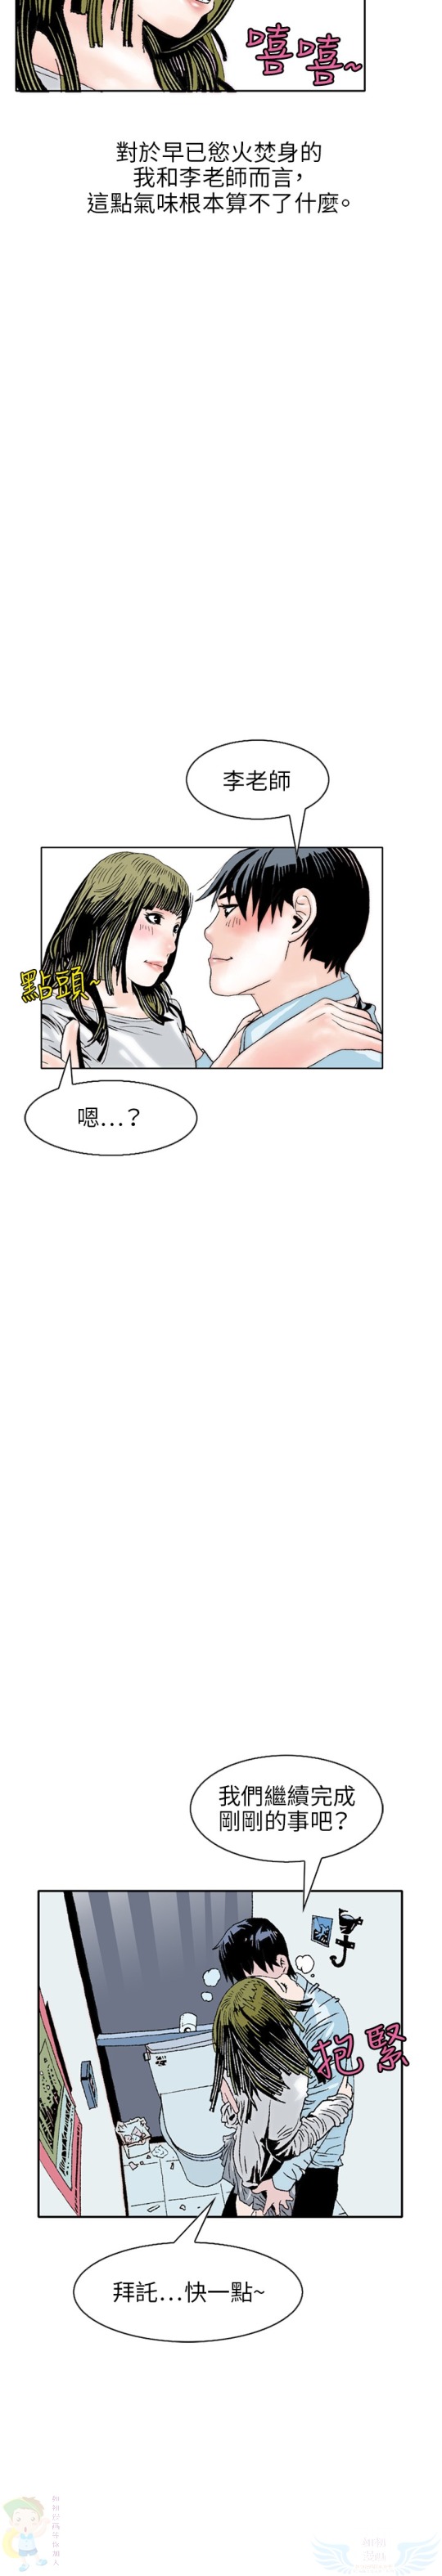 嘻嘻~
對於早已慾火焚身的
我和李老師而言，
這點氣味根本算不了什麼。
李老師
點頭~
嗯...？
我們繼續完成
剛剛的事吧？
抱緊
拜託...快一點~